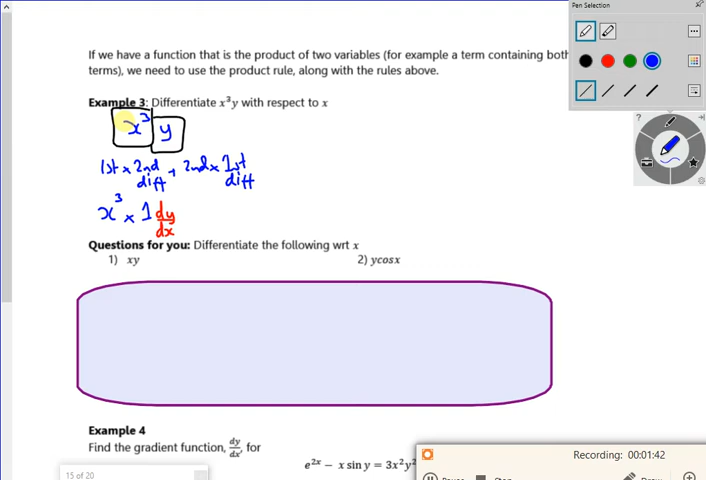 Pen Selection
If we have a function that is the product of two variables (for example a term containing both
terms), we need to use the product rule, along with the rules above.
Example 3: Differentiate x³y with respect to x
x³ y
1st × 2nd diff + 2nd × 1st diff
x³ × 1 dy/dx
Questions for you: Differentiate the following wrt x
1) xy 2) ycosx
Example 4
Find the gradient function, dy/dx, for
e²ˣ − x sin y = 3x²y²
15 of 20
Recording: 00:01:42